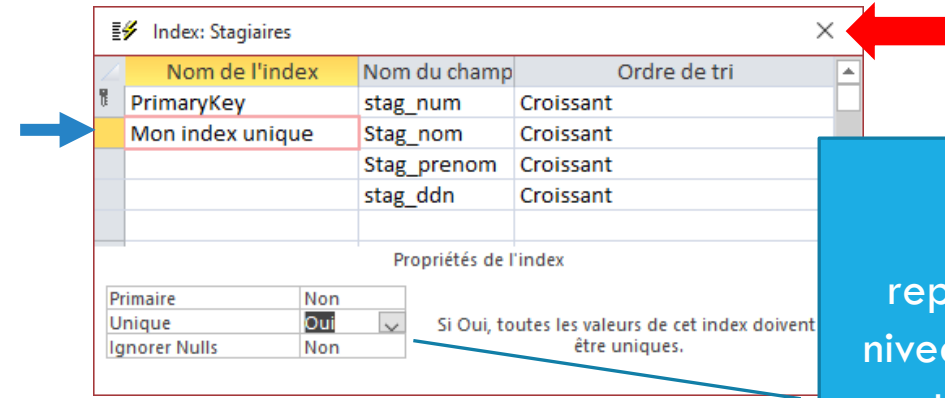 Index: Stagiaires
Nom de l'index Nom du champ Ordre de tri
PrimaryKey stag_num Croissant
Mon index unique Stag_nom Croissant
Stag_prenom Croissant
stag_ddn Croissant
Propriétés de l'index
Primaire Non
Unique Oui
Ignorer Nulls Non
Si Oui, toutes les valeurs de cet index doivent
être uniques.